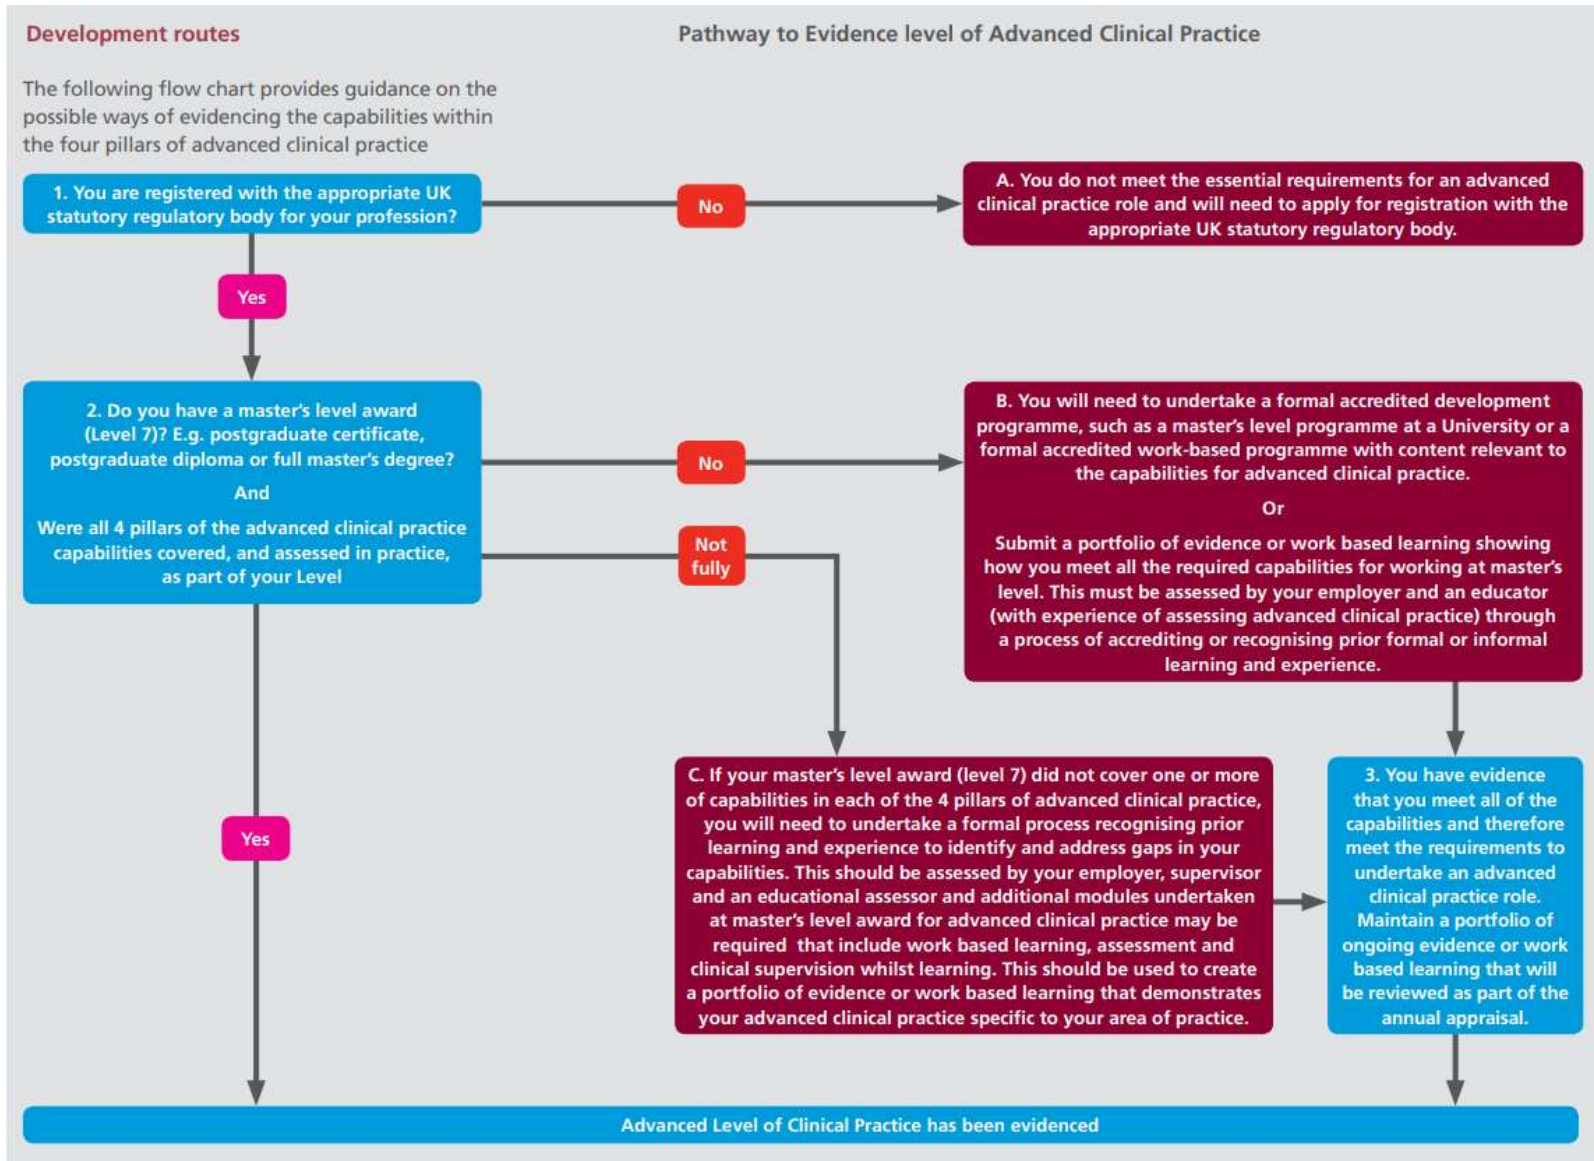 Development routes
Pathway to Evidence level of Advanced Clinical Practice
The following flow chart provides guidance on the
possible ways of evidencing the capabilities within
the four pillars of advanced clinical practice
1. You are registered with the appropriate UK
statutory regulatory body for your profession?
No
A. You do not meet the essential requirements for an advanced
clinical practice role and will need to apply for registration with the
appropriate UK statutory regulatory body.
Yes
2. Do you have a master's level award
(Level 7)? E.g. postgraduate certificate,
postgraduate diploma or full master's degree?
And
Were all 4 pillars of the advanced clinical practice
capabilities covered, and assessed in practice,
as part of your Level
No
B. You will need to undertake a formal accredited development
programme, such as a master's level programme at a University or a
formal accredited work-based programme with content relevant to
the capabilities for advanced clinical practice.
Or
Submit a portfolio of evidence or work based learning showing
how you meet all the required capabilities for working at master's
level. This must be assessed by your employer and an educator
(with experience of assessing advanced clinical practice) through
a process of accrediting or recognising prior formal or informal
learning and experience.
Not
fully
C. If your master's level award (level 7) did not cover one or more
of capabilities in each of the 4 pillars of advanced clinical practice,
you will need to undertake a formal process recognising prior
learning and experience to identify and address gaps in your
capabilities. This should be assessed by your employer, supervisor
and an educational assessor and additional modules undertaken
at master's level award for advanced clinical practice may be
required that include work based learning, assessment and
clinical supervision whilst learning. This should be used to create
a portfolio of evidence or work based learning that demonstrates
your advanced clinical practice specific to your area of practice.
3. You have evidence
that you meet all of the
capabilities and therefore
meet the requirements to
undertake an advanced
clinical practice role.
Maintain a portfolio of
ongoing evidence or work
based learning that will
be reviewed as part of the
annual appraisal.
Yes
Advanced Level of Clinical Practice has been evidenced